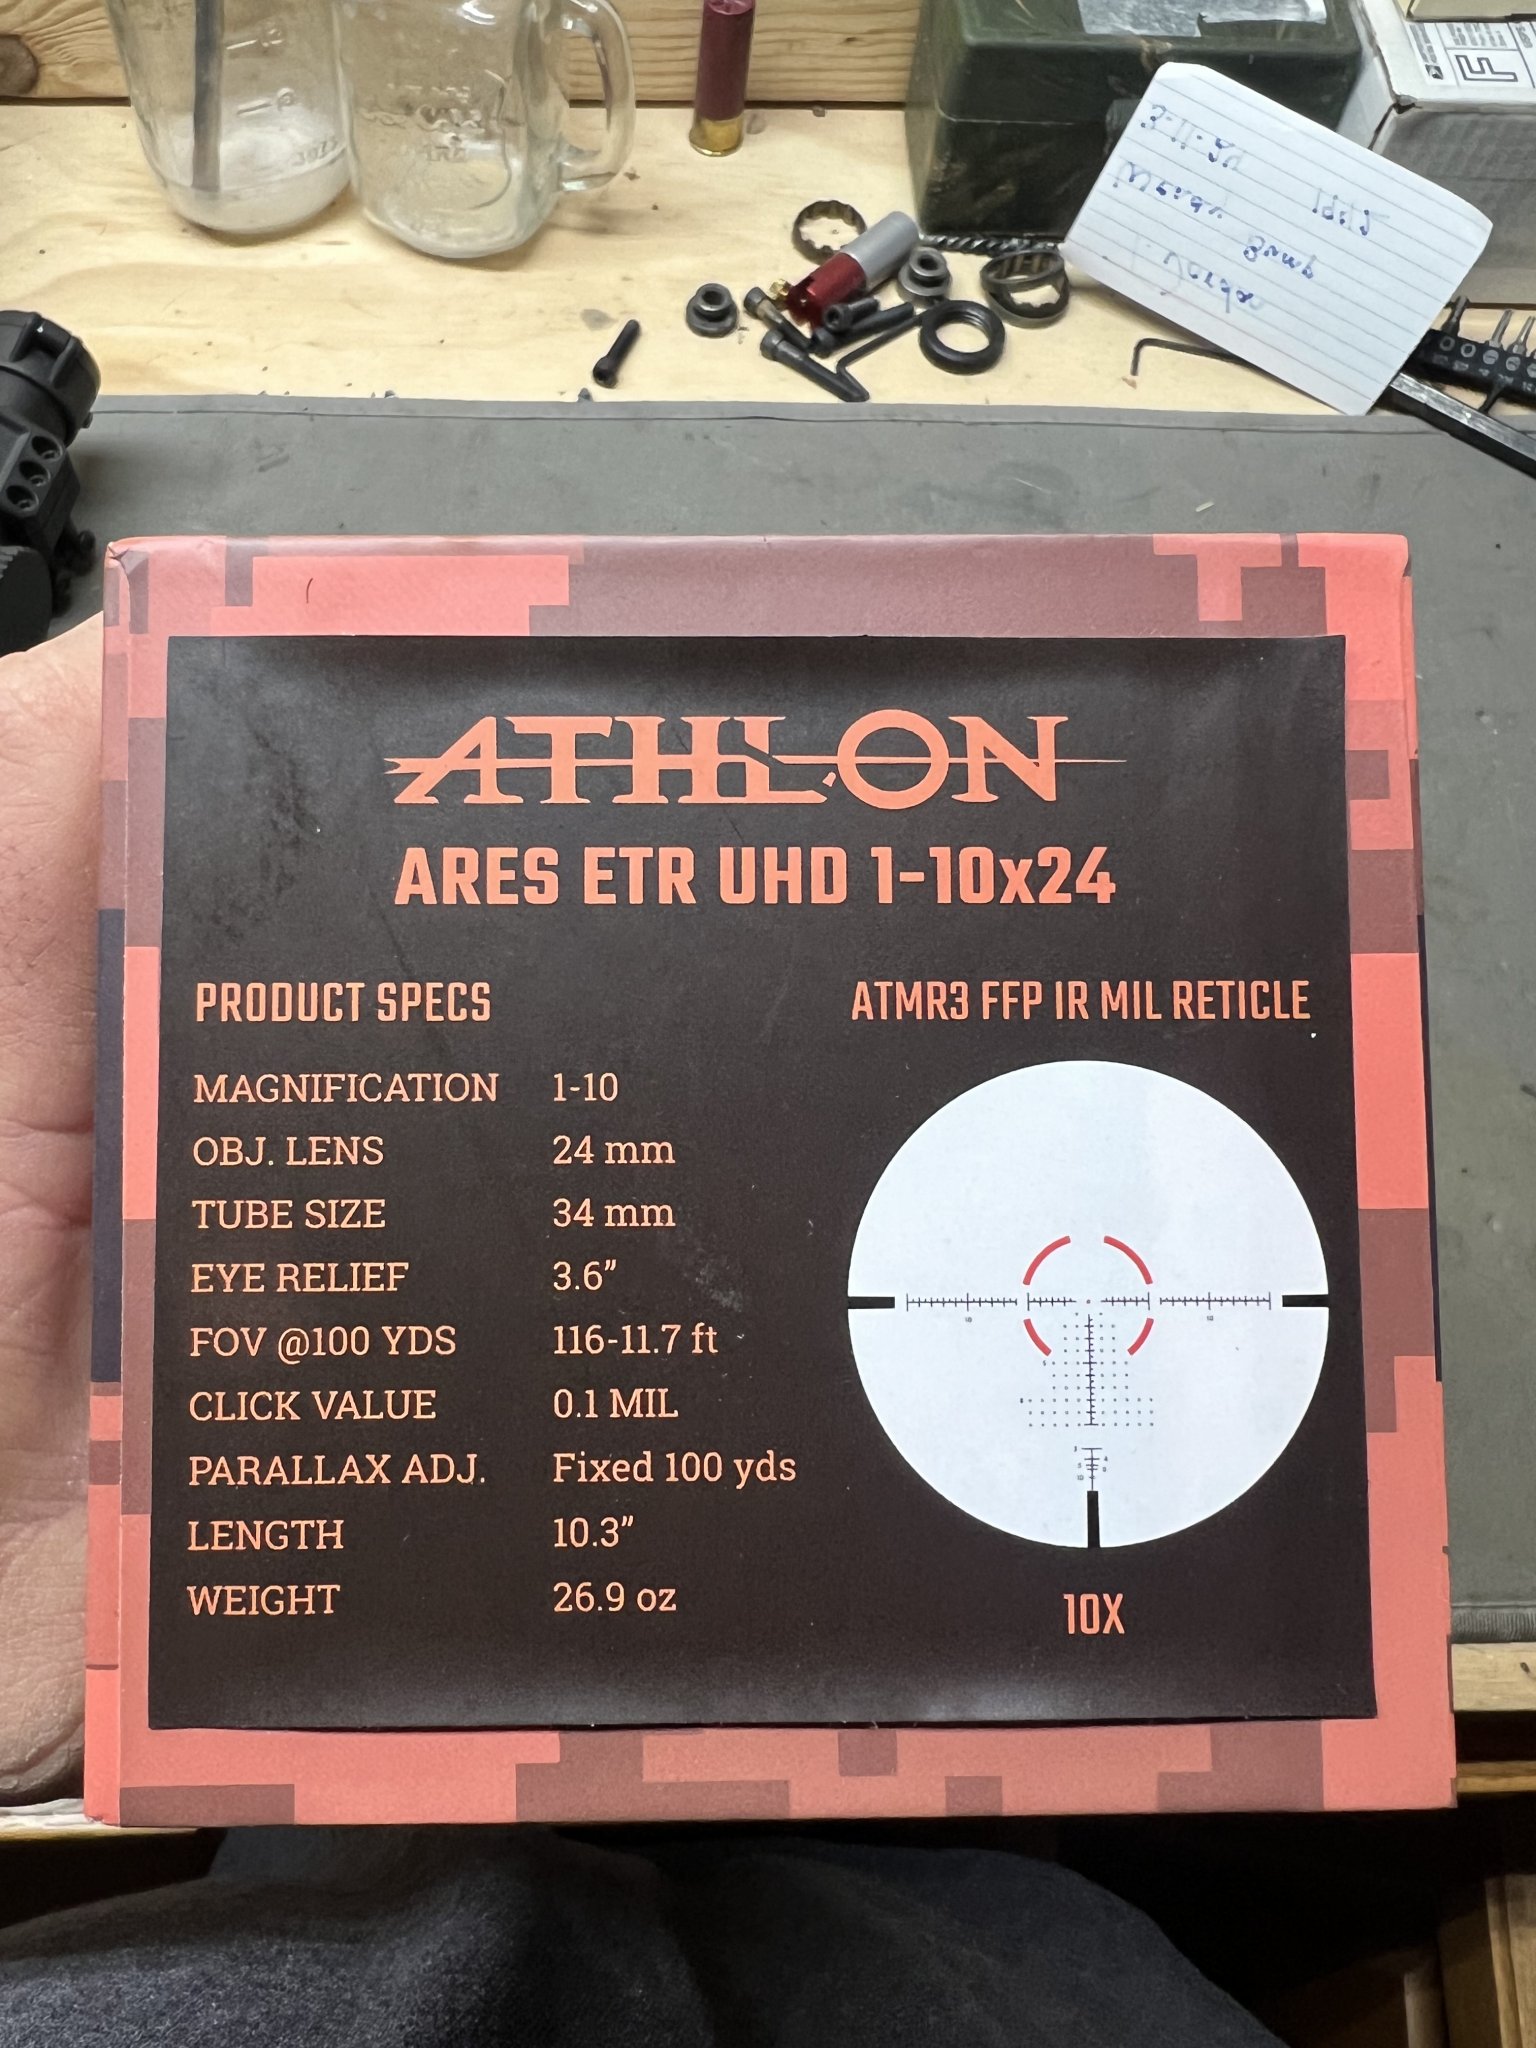 ATHLON
ARES ETR UHD 1-10x24
PRODUCT SPECS
MAGNIFICATION 1-10
OBJ. LENS 24 mm
TUBE SIZE 34 mm
EYE RELIEF 3.6”
FOV @100 YDS 116-11.7 ft
CLICK VALUE 0.1 MIL
PARALLAX ADJ. Fixed 100 yds
LENGTH 10.3”
WEIGHT 26.9 oz
ATMR3 FFP IR MIL RETICLE
10 10
10X